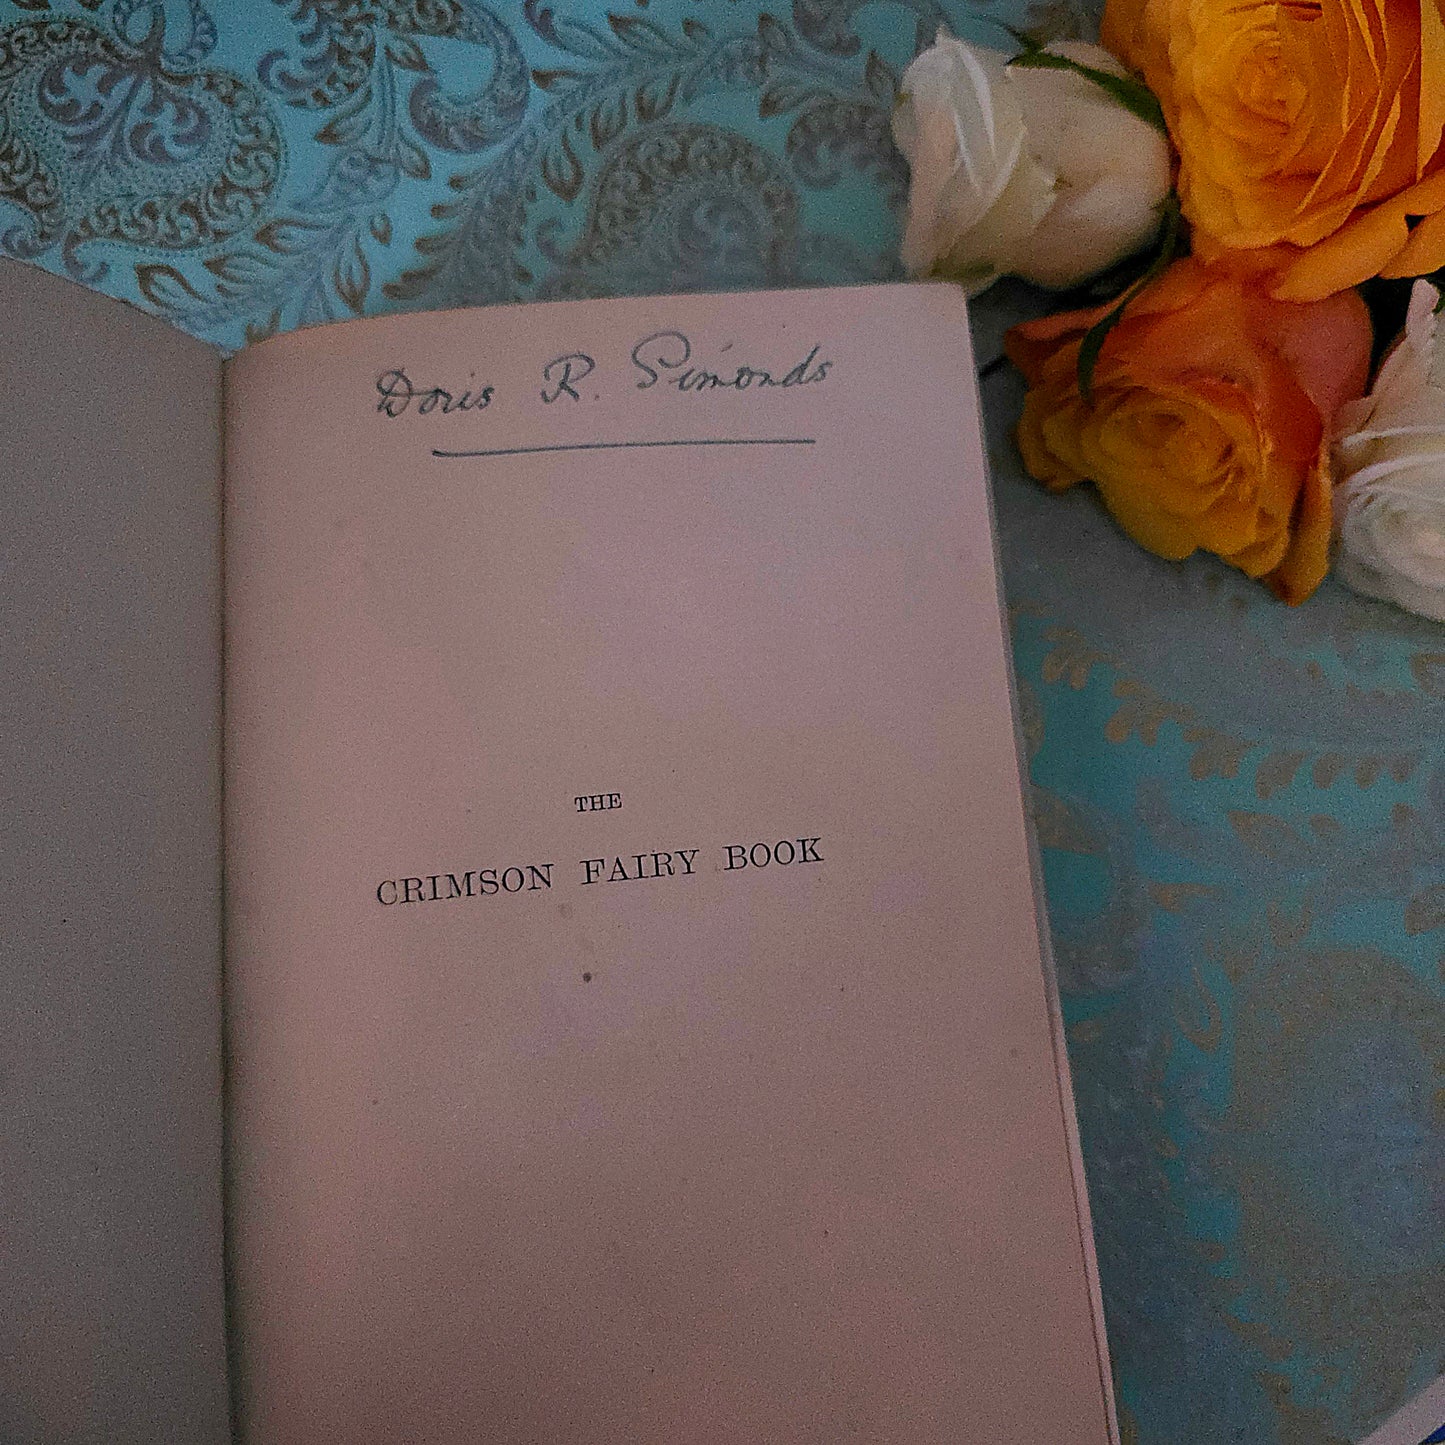 Doris R. Simonds
THE
CRIMSON FAIRY BOOK